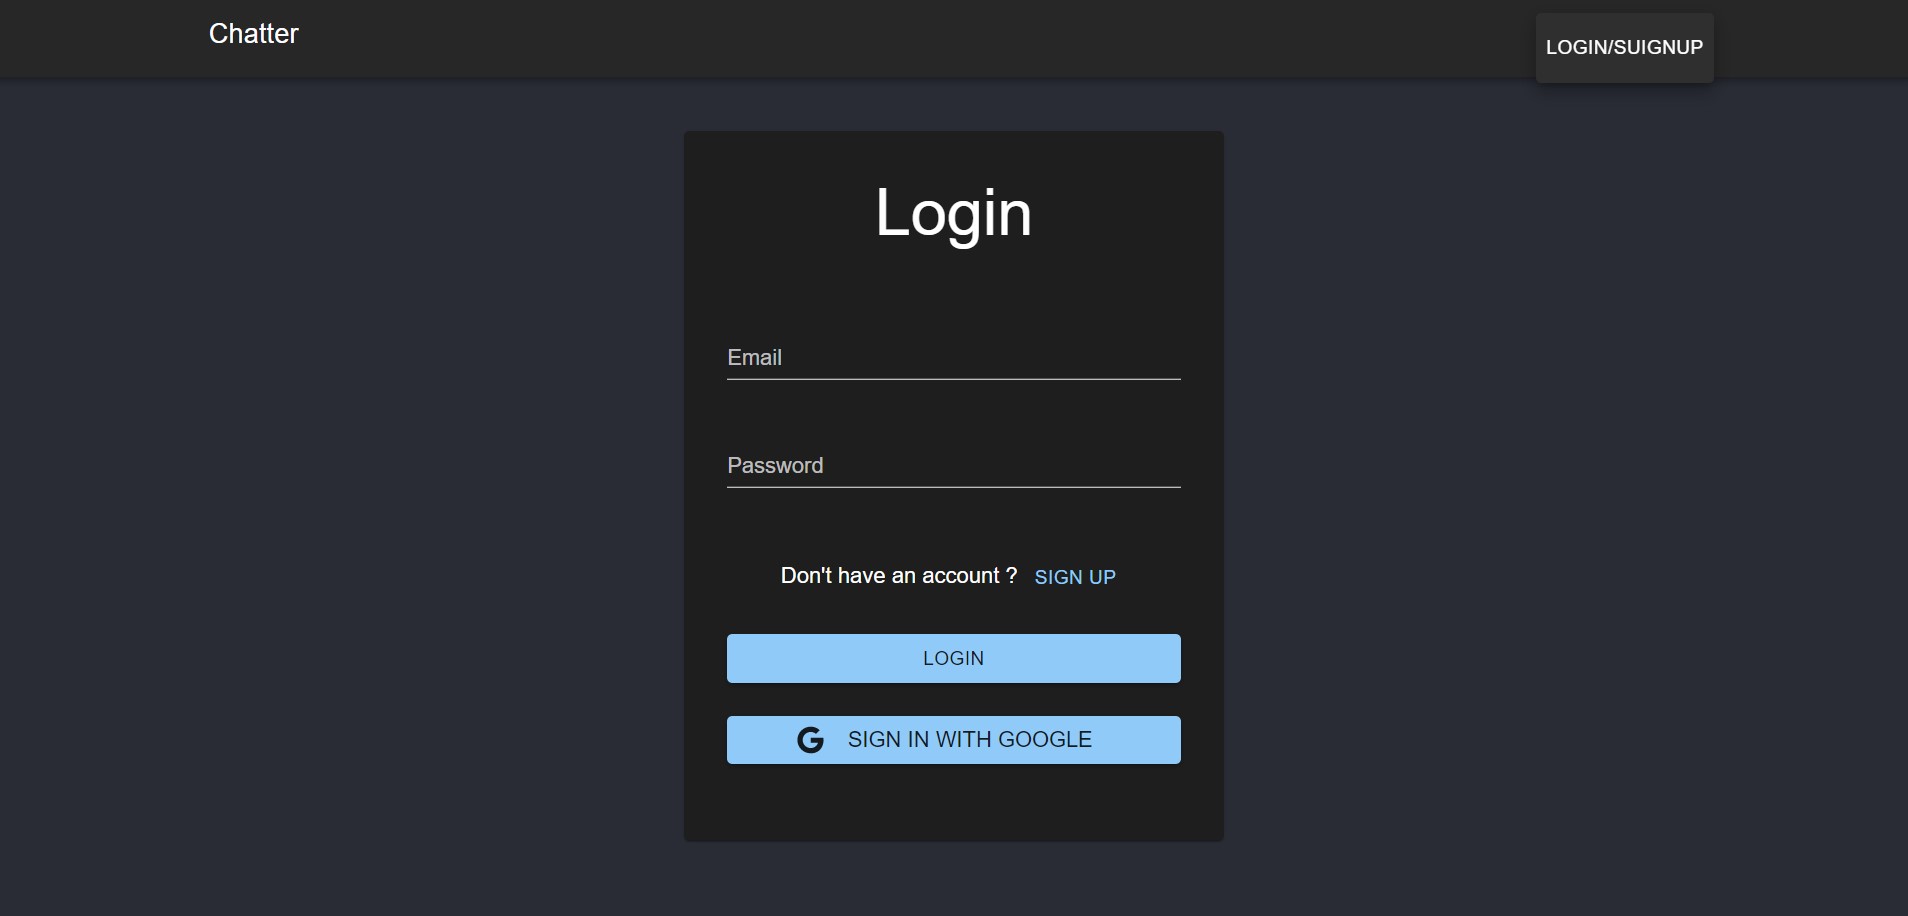 Chatter
LOGIN/SUIGNUP
Login
Email
Password
Don't have an account ? SIGN UP
LOGIN
SIGN IN WITH GOOGLE